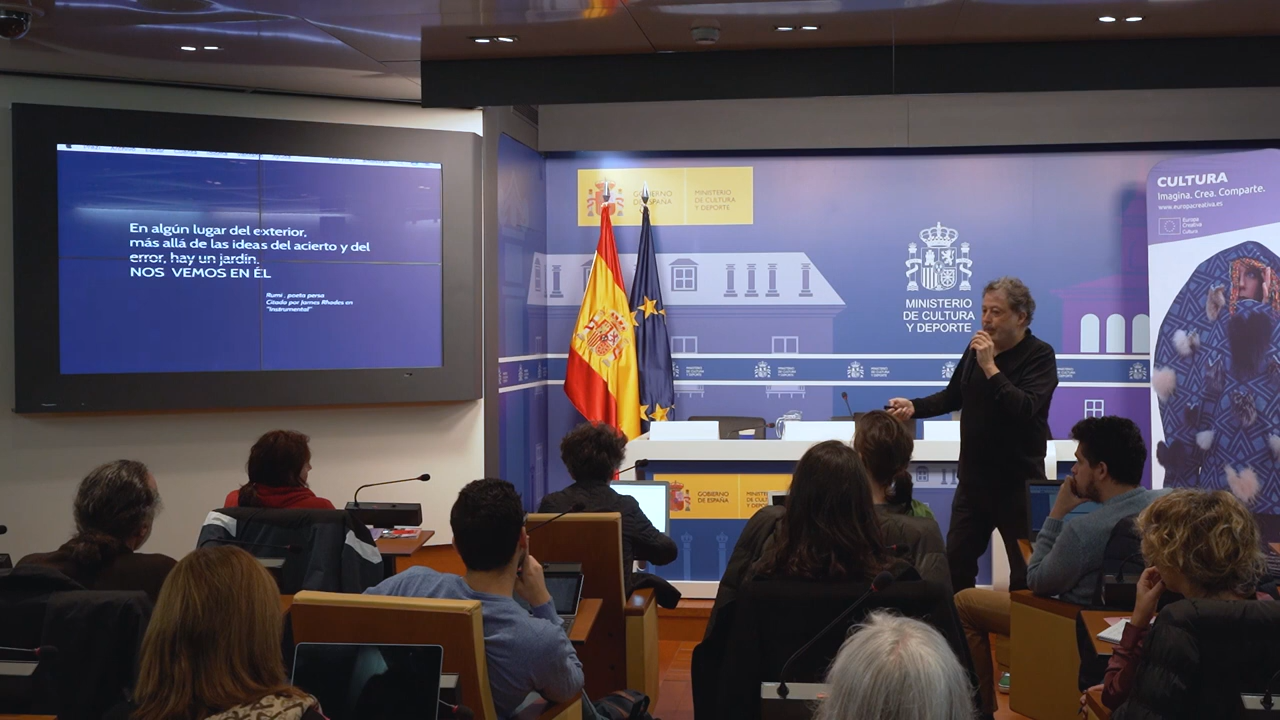 En algún lugar del exterior,
más allá de las ideas del acierto y del
error, hay un jardín.
NOS VEMOS EN ÉL
Rumi, poeta persa
Citado por James Rhodes en
"Instrumental"
GOBIERNO
DE ESPAÑA
MINISTERIO
DE CULTURA
Y DEPORTE
MINISTERIO
DE CULTURA
Y DEPORTE
CULTURA
Imagina. Crea. Comparte.
www.europacreativa.es
Europa
Creativa
Cultura
GOBIERNO
DE ESPAÑA